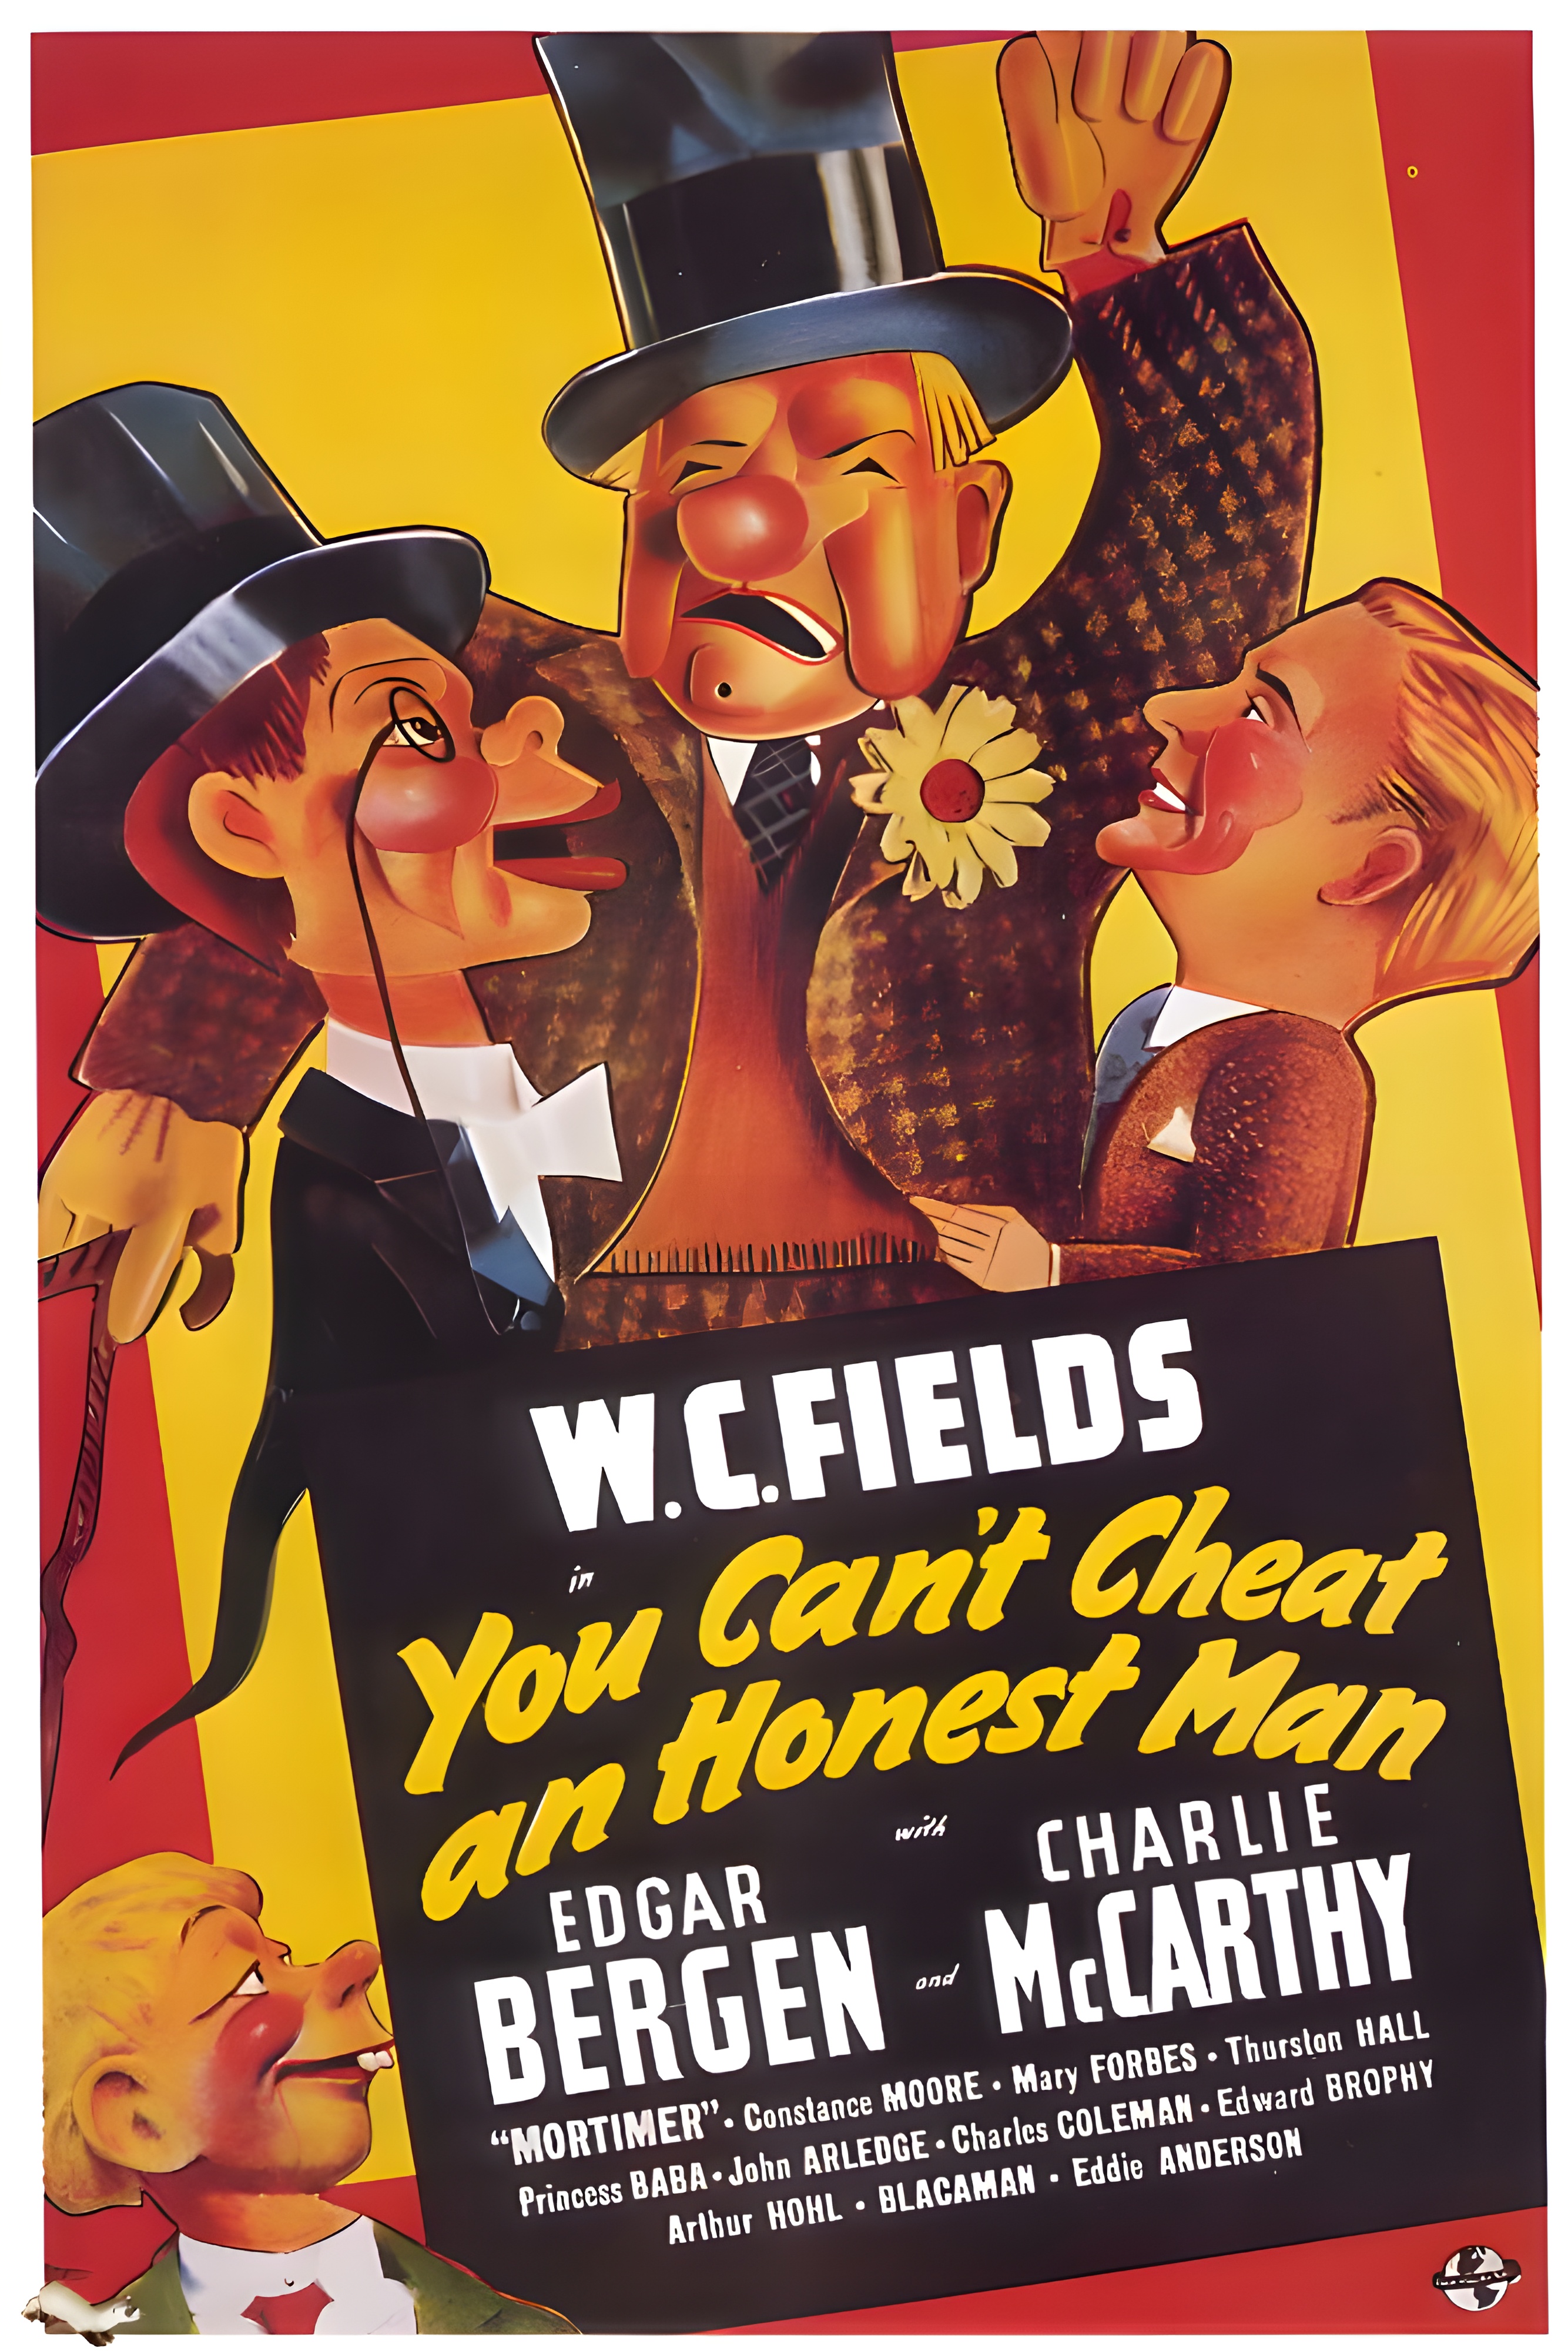 W.C. FIELDS
in
You Can't Cheat
an Honest Man
with
EDGAR
BERGEN
and
CHARLIE
McCARTHY
"MORTIMER" • Constance MOORE • Mary FORBES • Thurston HALL
Princess BABA • John ARLEDGE • Charles COLEMAN • Edward BROPHY
Arthur HOHL • BLACAMAN • Eddie ANDERSON